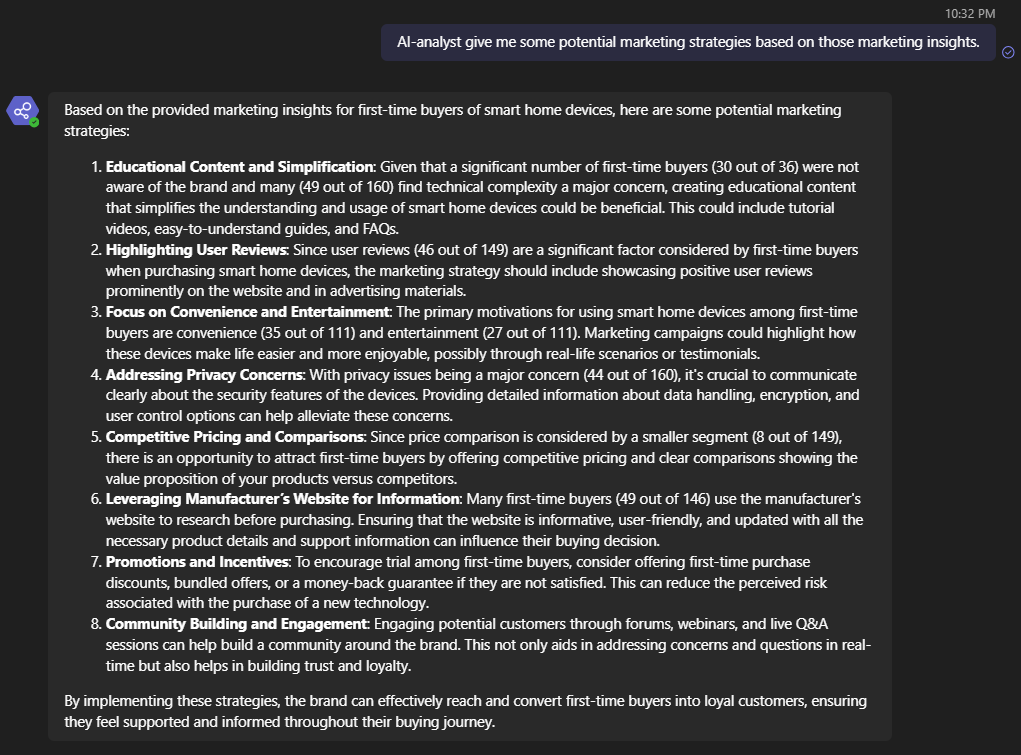 10:32 PM
AI-analyst give me some potential marketing strategies based on those marketing insights.
Based on the provided marketing insights for first-time buyers of smart home devices, here are some potential marketing
strategies:
1. Educational Content and Simplification: Given that a significant number of first-time buyers (30 out of 36) were not
aware of the brand and many (49 out of 160) find technical complexity a major concern, creating educational content
that simplifies the understanding and usage of smart home devices could be beneficial. This could include tutorial
videos, easy-to-understand guides, and FAQs.
2. Highlighting User Reviews: Since user reviews (46 out of 149) are a significant factor considered by first-time buyers
when purchasing smart home devices, the marketing strategy should include showcasing positive user reviews
prominently on the website and in advertising materials.
3. Focus on Convenience and Entertainment: The primary motivations for using smart home devices among first-time
buyers are convenience (35 out of 111) and entertainment (27 out of 111). Marketing campaigns could highlight how
these devices make life easier and more enjoyable, possibly through real-life scenarios or testimonials.
4. Addressing Privacy Concerns: With privacy issues being a major concern (44 out of 160), it's crucial to communicate
clearly about the security features of the devices. Providing detailed information about data handling, encryption, and
user control options can help alleviate these concerns.
5. Competitive Pricing and Comparisons: Since price comparison is considered by a smaller segment (8 out of 149),
there is an opportunity to attract first-time buyers by offering competitive pricing and clear comparisons showing the
value proposition of your products versus competitors.
6. Leveraging Manufacturer's Website for Information: Many first-time buyers (49 out of 146) use the manufacturer's
website to research before purchasing. Ensuring that the website is informative, user-friendly, and updated with all the
necessary product details and support information can influence their buying decision.
7. Promotions and Incentives: To encourage trial among first-time buyers, consider offering first-time purchase
discounts, bundled offers, or a money-back guarantee if they are not satisfied. This can reduce the perceived risk
associated with the purchase of a new technology.
8. Community Building and Engagement: Engaging potential customers through forums, webinars, and live Q&A
sessions can help build a community around the brand. This not only aids in addressing concerns and questions in real-
time but also helps in building trust and loyalty.
By implementing these strategies, the brand can effectively reach and convert first-time buyers into loyal customers, ensuring
they feel supported and informed throughout their buying journey.